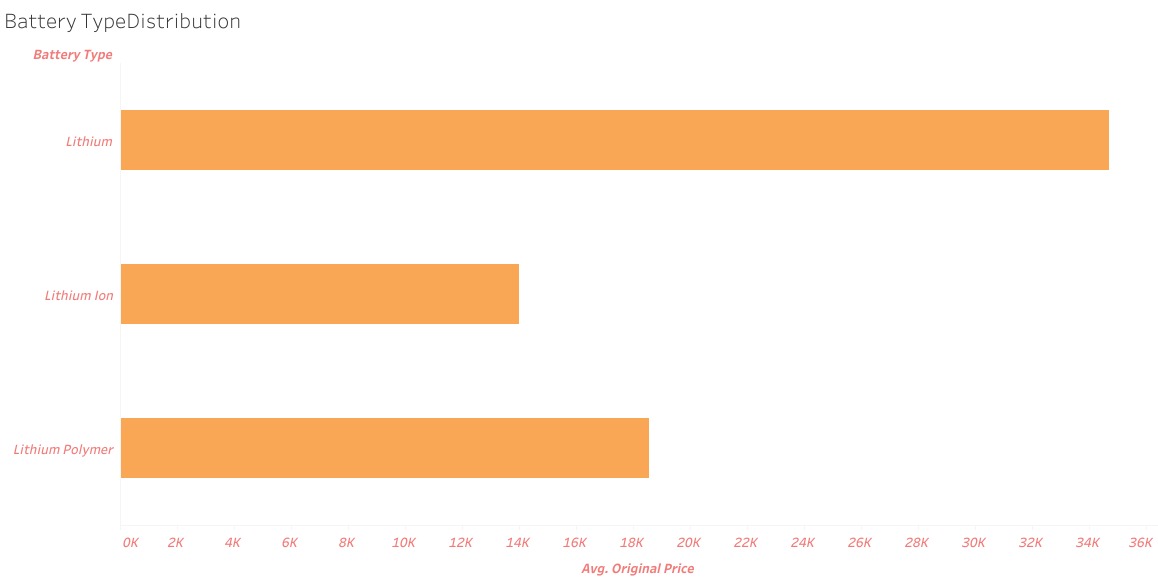 Battery TypeDistribution
Battery Type
Lithium
Lithium Ion
Lithium Polymer
0K 2K 4K 6K 8K 10K 12K 14K 16K 18K 20K 22K 24K 26K 28K 30K 32K 34K 36K
Avg. Original Price